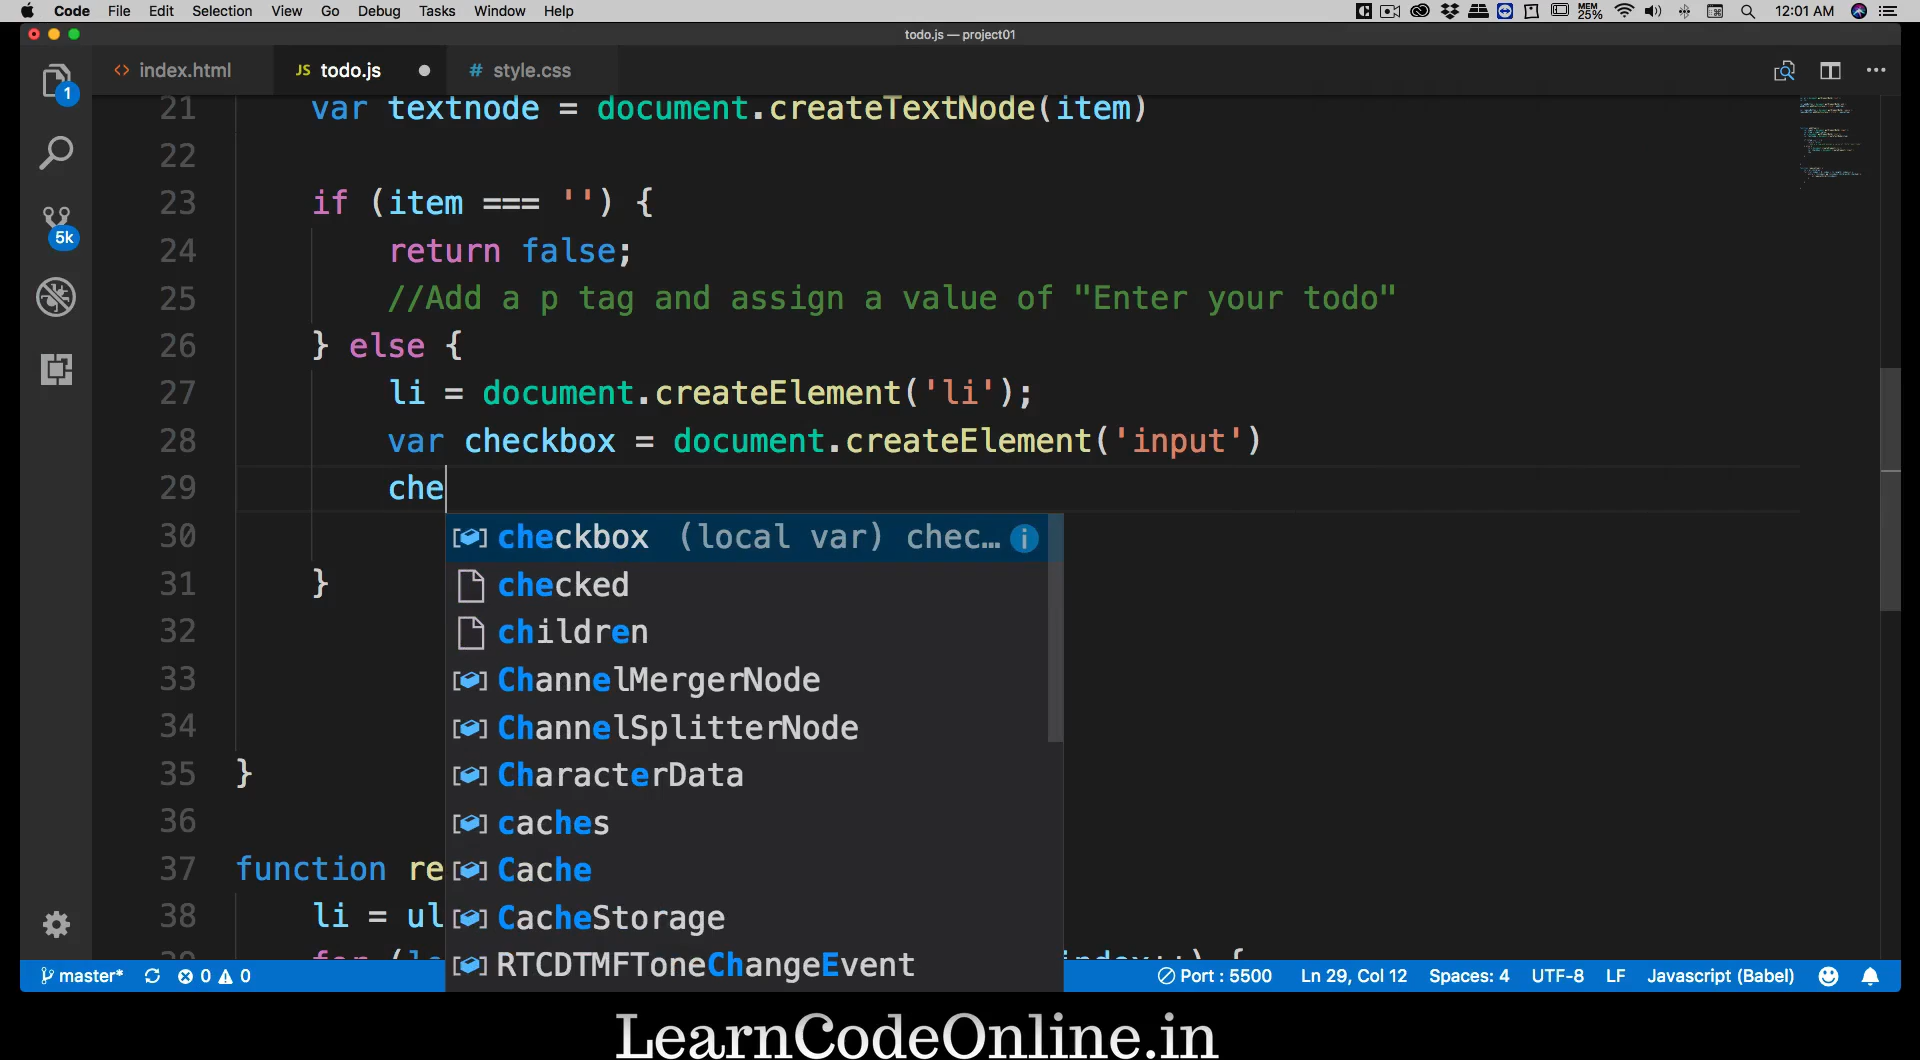 Code File Edit Selection View Go Debug Tasks Window Help MEM 25% 12:01 AM
todo.js — project01
<> index.html JS todo.js # style.css
1
5k
21 var textnode = document.createTextNode(item)
22
23 if (item === '') {
24 return false;
25 //Add a p tag and assign a value of "Enter your todo"
26 } else {
27 li = document.createElement('li');
28 var checkbox = document.createElement('input')
29 che
30 checkbox (local var) chec…
checked
31 }
32 children
33 ChannelMergerNode
34 ChannelSplitterNode
35 } CharacterData
36 caches
37 function re Cache
38 li = ul CacheStorage
RTCDTMFToneChangeEvent
master* 0 0 Port : 5500 Ln 29, Col 12 Spaces: 4 UTF-8 LF Javascript (Babel)
LearnCodeOnline.in